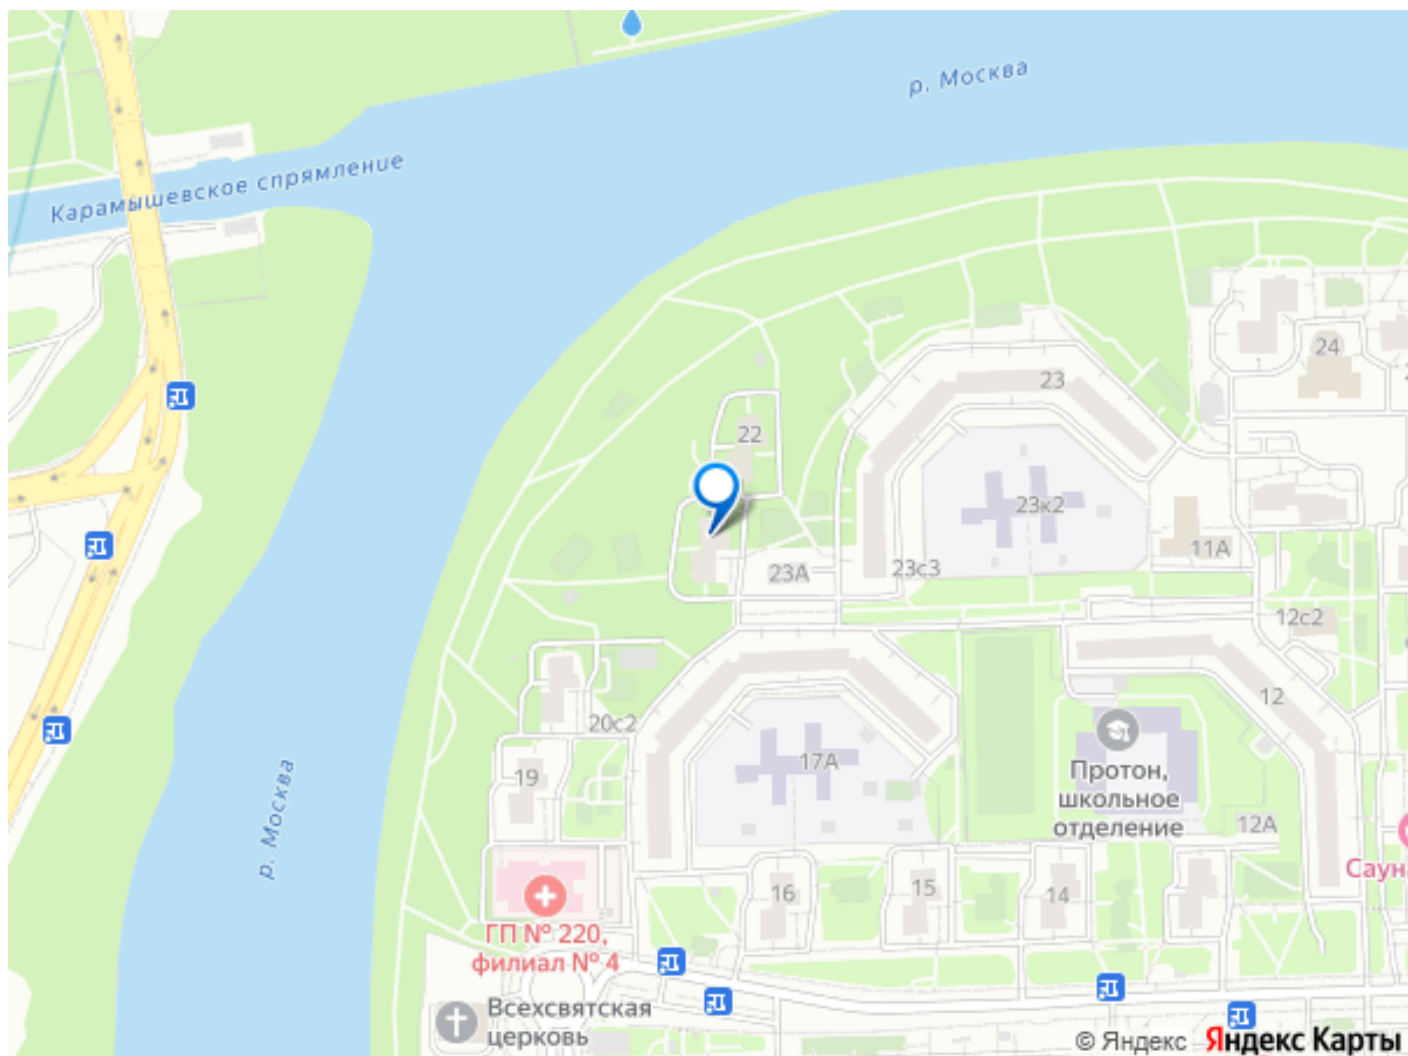 р. Москва
Карамышевское спрямление
24
23
22
23к2
11А
23А
23с3
12с2
12
20с2
17А
19
Протон,
школьное
отделение
12А
Саун
16
15
14
ГП № 220,
филиал № 4
р. Москва
Всехсвятская
церковь
© Яндекс Яндекс Карты